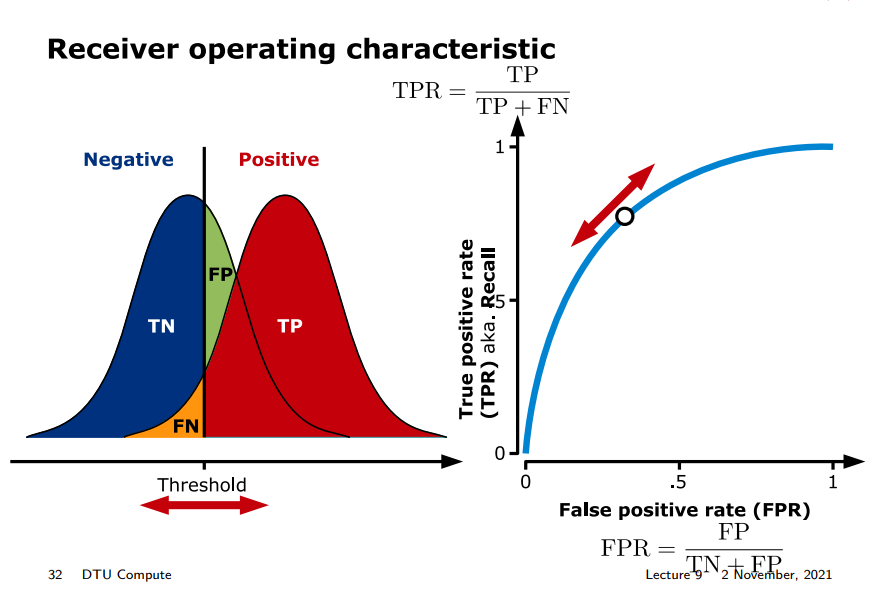 Receiver operating characteristic
TPR = TP / TP + FN
Negative Positive
FP
TN TP
FN
Threshold
True positive rate
(TPR) aka. Recall
1
.5
0
0 .5 1
False positive rate (FPR)
FPR = FP / TN + FP
32 DTU Compute Lecture 9 2 November, 2021